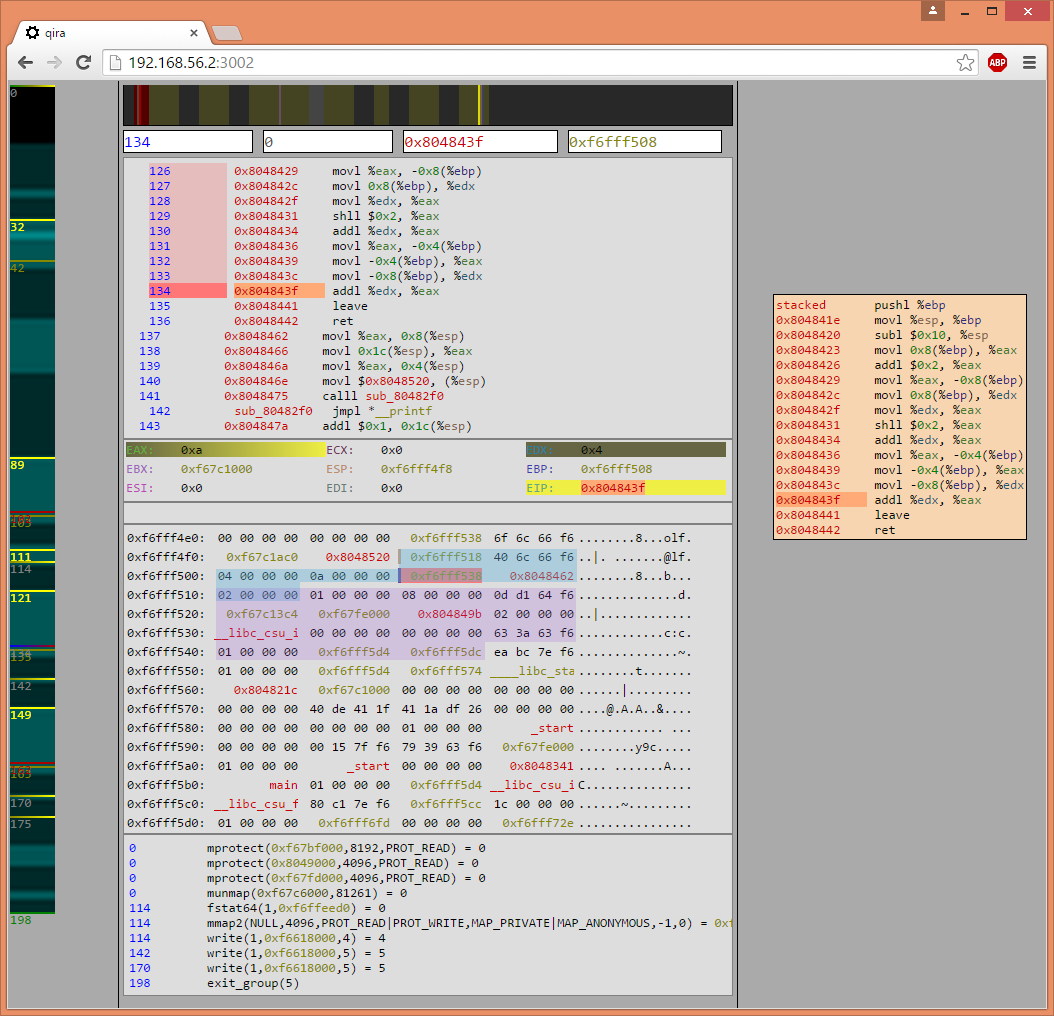 qira
192.168.56.2:3002
ABP
0
32
42
89
103
111
114
121
135
142
149
163
170
175
198
134 0 0x804843f 0xf6fff508
126 0x8048429 movl %eax, -0x8(%ebp)
127 0x804842c movl 0x8(%ebp), %edx
128 0x804842f movl %edx, %eax
129 0x8048431 shll $0x2, %eax
130 0x8048434 addl %edx, %eax
131 0x8048436 movl %eax, -0x4(%ebp)
132 0x8048439 movl -0x4(%ebp), %eax
133 0x804843c movl -0x8(%ebp), %edx
134 0x804843f addl %edx, %eax
135 0x8048441 leave
136 0x8048442 ret
137 0x8048462 movl %eax, 0x8(%esp)
138 0x8048466 movl 0x1c(%esp), %eax
139 0x804846a movl %eax, 0x4(%esp)
140 0x804846e movl $0x8048520, (%esp)
141 0x8048475 calll sub_80482f0
142 sub_80482f0 jmpl *__printf
143 0x804847a addl $0x1, 0x1c(%esp)
EAX: 0xa ECX: 0x0 EDX: 0x4
EBX: 0xf67c1000 ESP: 0xf6fff4f8 EBP: 0xf6fff508
ESI: 0x0 EDI: 0x0 EIP: 0x804843f
0xf6fff4e0: 00 00 00 00 00 00 00 00 0xf6fff538 6f 6c 66 f6 ........8...olf.
0xf6fff4f0: 0xf67c1ac0 0x8048520 0xf6fff518 40 6c 66 f6 ..|. .......@lf.
0xf6fff500: 04 00 00 00 0a 00 00 00 0xf6fff538 0x8048462 ........8...b...
0xf6fff510: 02 00 00 00 01 00 00 00 08 00 00 00 0d d1 64 f6 ..............d.
0xf6fff520: 0xf67c13c4 0xf67fe000 0x804849b 02 00 00 00 ..|.............
0xf6fff530: __libc_csu_i 00 00 00 00 00 00 00 00 63 3a 63 f6 ............c:c.
0xf6fff540: 01 00 00 00 0xf6fff5d4 0xf6fff5dc ea bc 7e f6 ..............~.
0xf6fff550: 01 00 00 00 0xf6fff5d4 0xf6fff574 ____libc_sta ........t.......
0xf6fff560: 0x804821c 0xf67c1000 00 00 00 00 00 00 00 00 ......|.........
0xf6fff570: 00 00 00 00 40 de 41 1f 41 1a df 26 00 00 00 00 ....@.A.A..&....
0xf6fff580: 00 00 00 00 00 00 00 00 01 00 00 00 _start ............ ...
0xf6fff590: 00 00 00 00 00 15 7f f6 79 39 63 f6 0xf67fe000 ........y9c.....
0xf6fff5a0: 01 00 00 00 _start 00 00 00 00 0x8048341 .... .......A...
0xf6fff5b0: main 01 00 00 00 0xf6fff5d4 __libc_csu_i C...............
0xf6fff5c0: __libc_csu_f 80 c1 7e f6 0xf6fff5cc 1c 00 00 00 ......~.........
0xf6fff5d0: 01 00 00 00 0xf6fff6fd 00 00 00 00 0xf6fff72e ................
0 mprotect(0xf67bf000,8192,PROT_READ) = 0
0 mprotect(0x8049000,4096,PROT_READ) = 0
0 mprotect(0xf67fd000,4096,PROT_READ) = 0
0 munmap(0xf67c6000,81261) = 0
114 fstat64(1,0xf6ffeed0) = 0
114 mmap2(NULL,4096,PROT_READ|PROT_WRITE,MAP_PRIVATE|MAP_ANONYMOUS,-1,0) = 0xf
114 write(1,0xf6618000,4) = 4
142 write(1,0xf6618000,5) = 5
170 write(1,0xf6618000,5) = 5
198 exit_group(5)
stacked pushl %ebp
0x804841e movl %esp, %ebp
0x8048420 subl $0x10, %esp
0x8048423 movl 0x8(%ebp), %eax
0x8048426 addl $0x2, %eax
0x8048429 movl %eax, -0x8(%ebp)
0x804842c movl 0x8(%ebp), %edx
0x804842f movl %edx, %eax
0x8048431 shll $0x2, %eax
0x8048434 addl %edx, %eax
0x8048436 movl %eax, -0x4(%ebp)
0x8048439 movl -0x4(%ebp), %eax
0x804843c movl -0x8(%ebp), %edx
0x804843f addl %edx, %eax
0x8048441 leave
0x8048442 ret